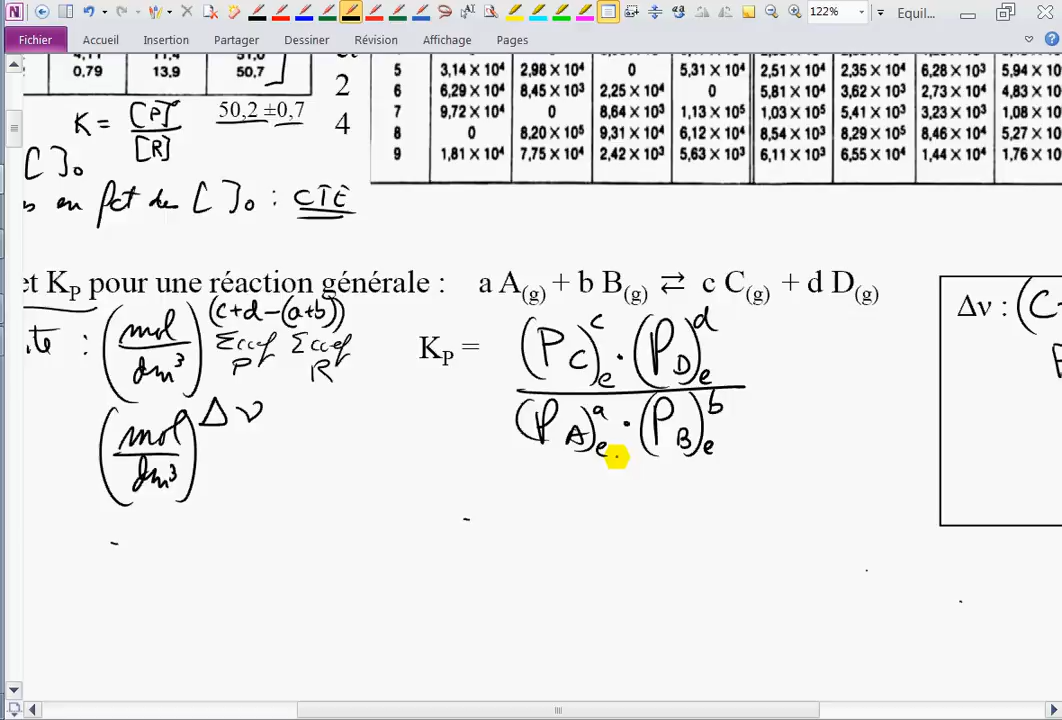 122%
Equil...
Fichier Accueil Insertion Partager Dessiner Révision Affichage Pages
0.79 13.9 50,7
50,2 ±0,7
2
4
5 3,14 X 10⁴ 2,98 X 10⁴ 0 5,31 X 10⁴ 2,51 X 10⁴ 2,35 X 10⁴ 6,28 X 10³ 5,94 X 10
6 6,29 X 10⁴ 8,45 X 10³ 2,25 X 10⁴ 0 5,81 X 10⁴ 3,62 X 10³ 2,73 X 10⁴ 4,83 X 10
7 9,72 X 10⁴ 0 8,64 X 10³ 1,13 X 10⁵ 1,03 X 10⁵ 5,41 X 10³ 3,23 X 10³ 1,08 X 10
8 0 8,20 X 10⁵ 9,31 X 10⁴ 6,12 X 10⁴ 8,54 X 10³ 8,29 X 10⁵ 8,46 X 10⁴ 5,27 X 10
9 1,81 X 10⁴ 7,75 X 10⁴ 2,42 X 10³ 5,63 X 10³ 6,11 X 10³ 6,55 X 10⁴ 1,44 X 10⁴ 1,76 X 10
K = [P] / [R]
[ ]₀
en fct des [ ]₀ : CTE
et K_P pour une réaction générale : a A(g) + b B(g) ⇄ c C(g) + d D(g)
té : (mol/dm³) (c+d-(a+b))
Σcoef P Σcoef R
(mol/dm³) Δν
K_P = (P_C)_e^c · (P_D)_e^d
(P_A)_e^a · (P_B)_e^b
Δν : (C